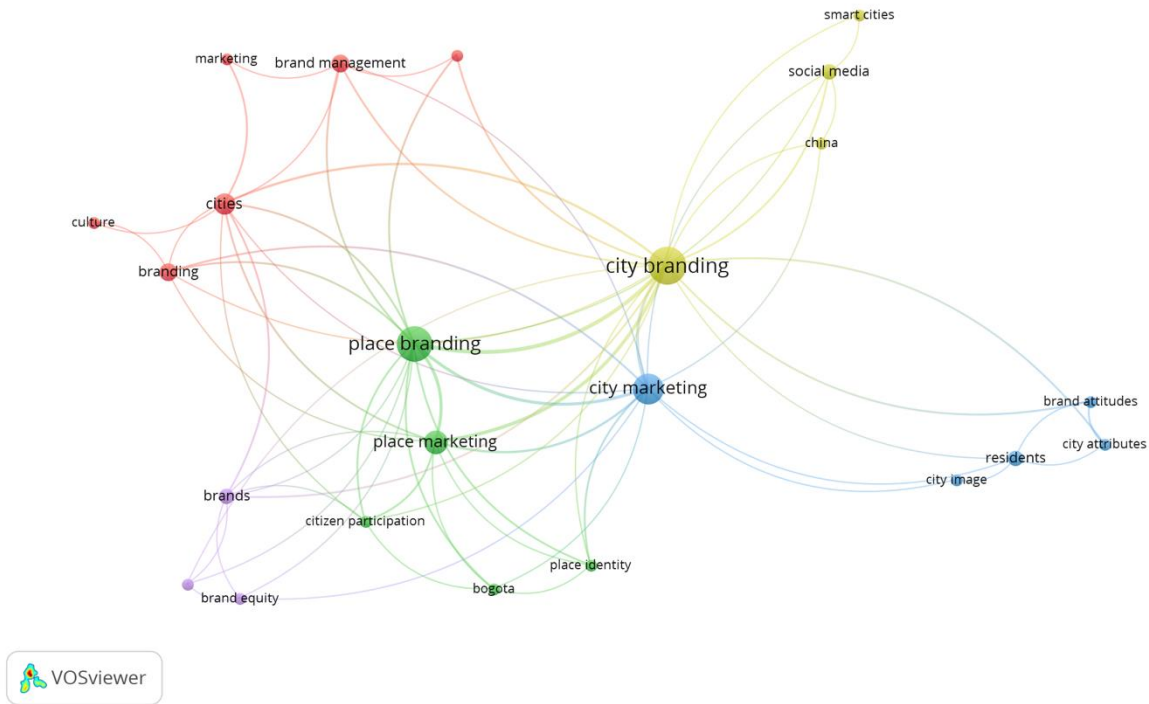 smart cities
marketing
brand management
social media
china
cities
culture
branding
city branding
place branding
city marketing
brand attitudes
place marketing
city attributes
residents
city image
brands
citizen participation
place identity
bogota
brand equity
VOSviewer